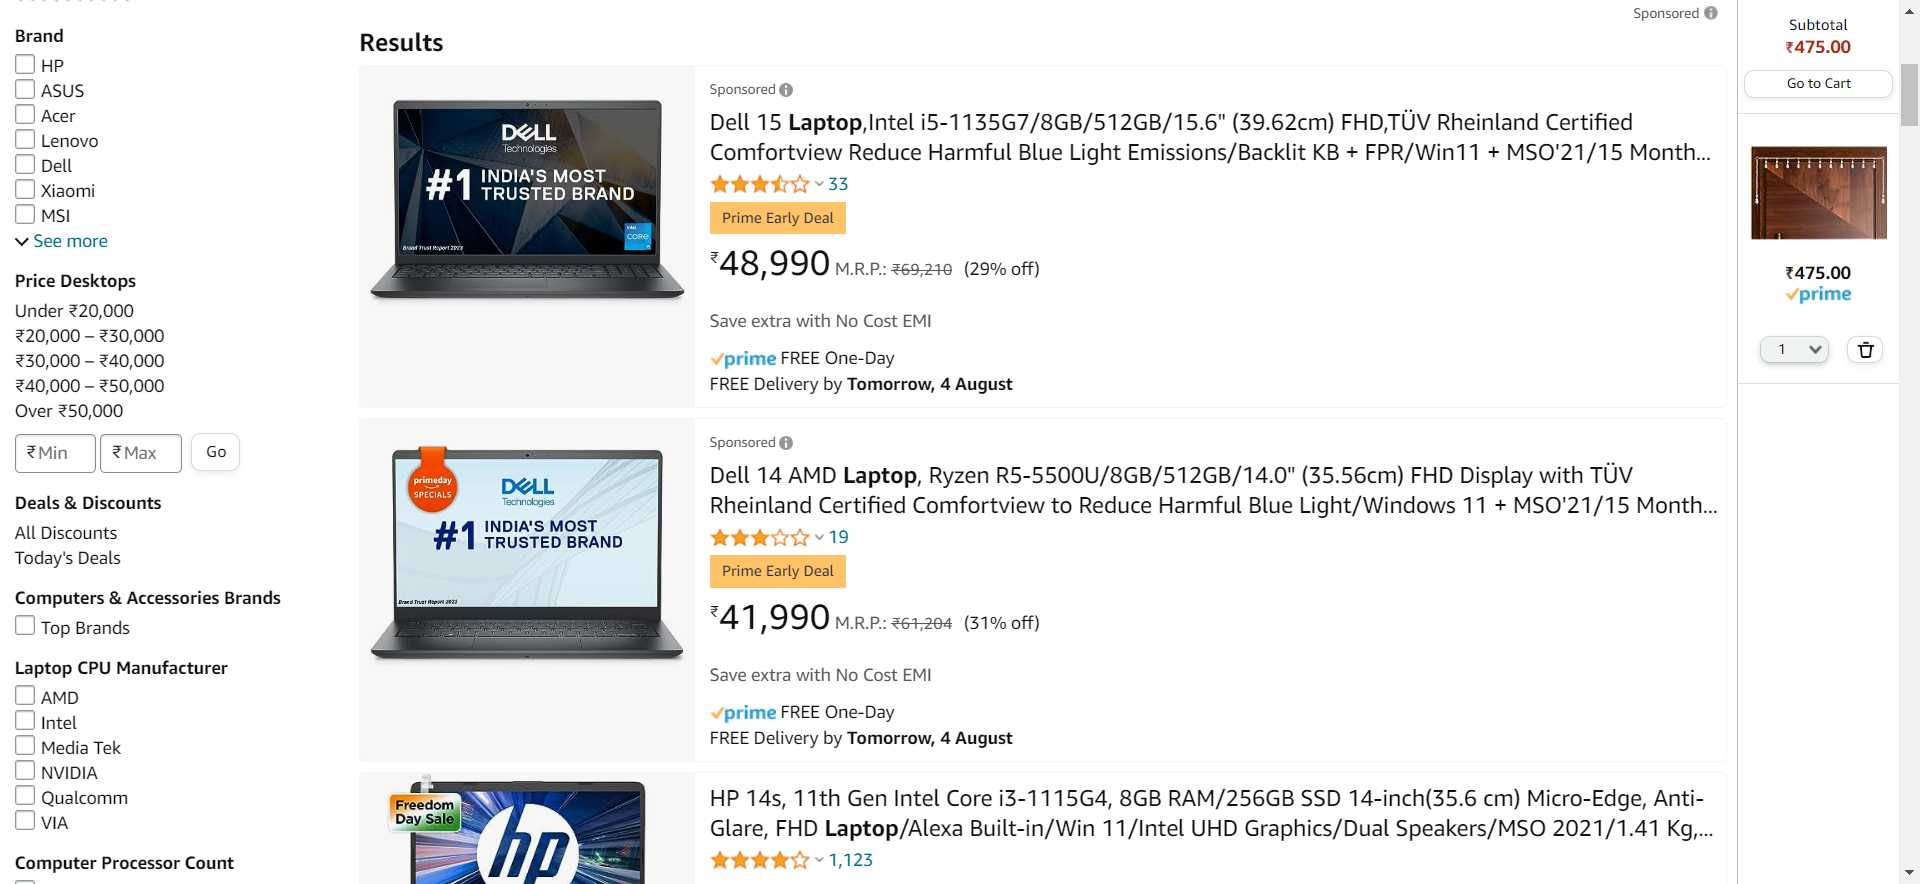 Brand
HP
ASUS
Acer
Lenovo
Dell
Xiaomi
MSI
See more
Price Desktops
Under ₹20,000
₹20,000 – ₹30,000
₹30,000 – ₹40,000
₹40,000 – ₹50,000
Over ₹50,000
₹ Min
₹ Max
Go
Deals & Discounts
All Discounts
Today's Deals
Computers & Accessories Brands
Top Brands
Laptop CPU Manufacturer
AMD
Intel
Media Tek
NVIDIA
Qualcomm
VIA
Computer Processor Count
Sponsored
Results
DELL
Technologies
#1 INDIA'S MOST
TRUSTED BRAND
Brand Trust Report 2023
intel
CORE
i5
Sponsored
Dell 15 Laptop,Intel i5-1135G7/8GB/512GB/15.6" (39.62cm) FHD,TÜV Rheinland Certified
Comfortview Reduce Harmful Blue Light Emissions/Backlit KB + FPR/Win11 + MSO'21/15 Month...
33
Prime Early Deal
₹48,990 M.R.P.: ₹69,210 (29% off)
Save extra with No Cost EMI
prime FREE One-Day
FREE Delivery by Tomorrow, 4 August
primeday
SPECIALS
DELL
Technologies
#1 INDIA'S MOST
TRUSTED BRAND
Brand Trust Report 2023
Sponsored
Dell 14 AMD Laptop, Ryzen R5-5500U/8GB/512GB/14.0" (35.56cm) FHD Display with TÜV
Rheinland Certified Comfortview to Reduce Harmful Blue Light/Windows 11 + MSO'21/15 Month...
19
Prime Early Deal
₹41,990 M.R.P.: ₹61,204 (31% off)
Save extra with No Cost EMI
prime FREE One-Day
FREE Delivery by Tomorrow, 4 August
Freedom
Day Sale
hp
HP 14s, 11th Gen Intel Core i3-1115G4, 8GB RAM/256GB SSD 14-inch(35.6 cm) Micro-Edge, Anti-
Glare, FHD Laptop/Alexa Built-in/Win 11/Intel UHD Graphics/Dual Speakers/MSO 2021/1.41 Kg,...
1,123
Subtotal
₹475.00
Go to Cart
₹475.00
prime
1